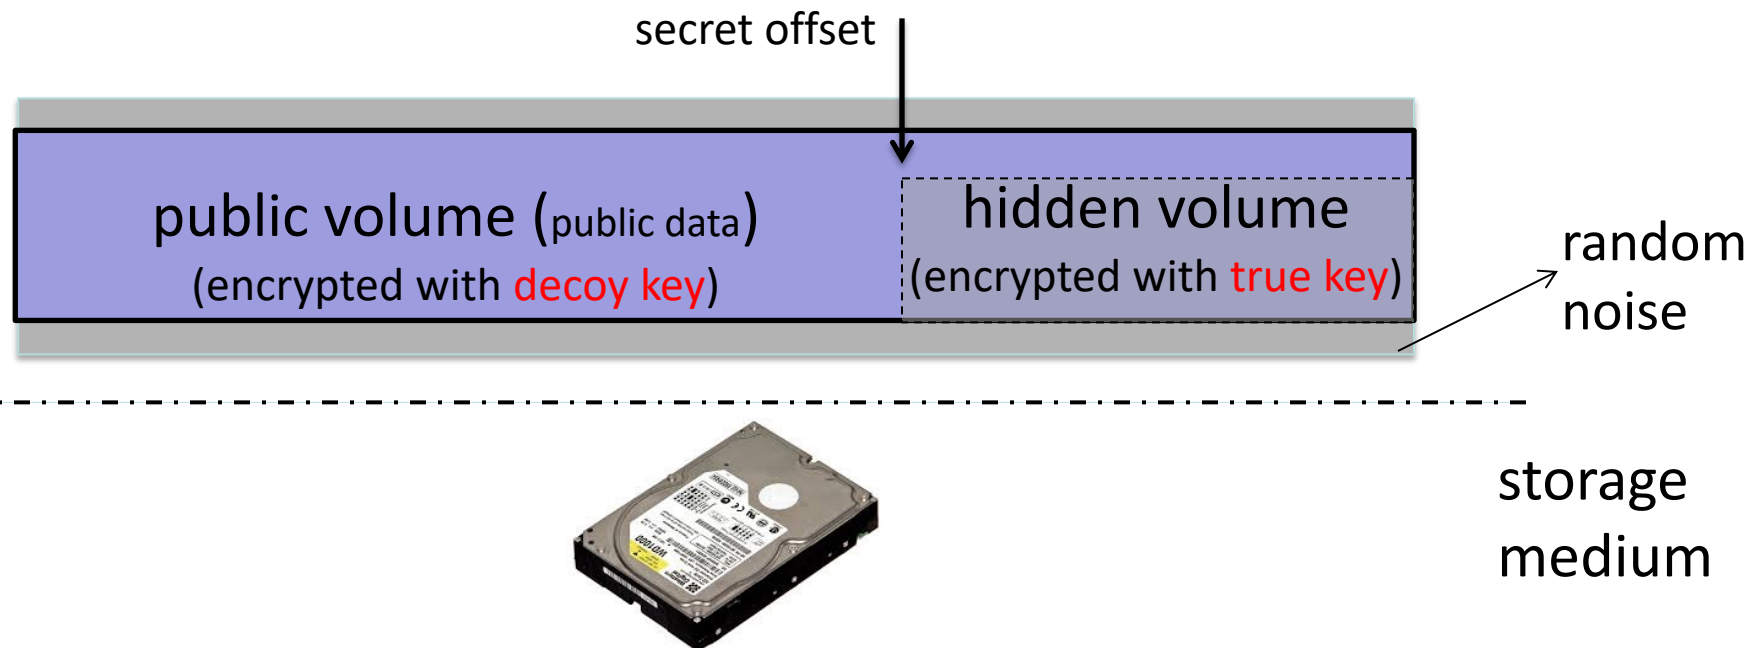 secret offset
public volume (public data)
(encrypted with decoy key)
hidden volume
(encrypted with true key)
random
noise
WD1000
storage
medium